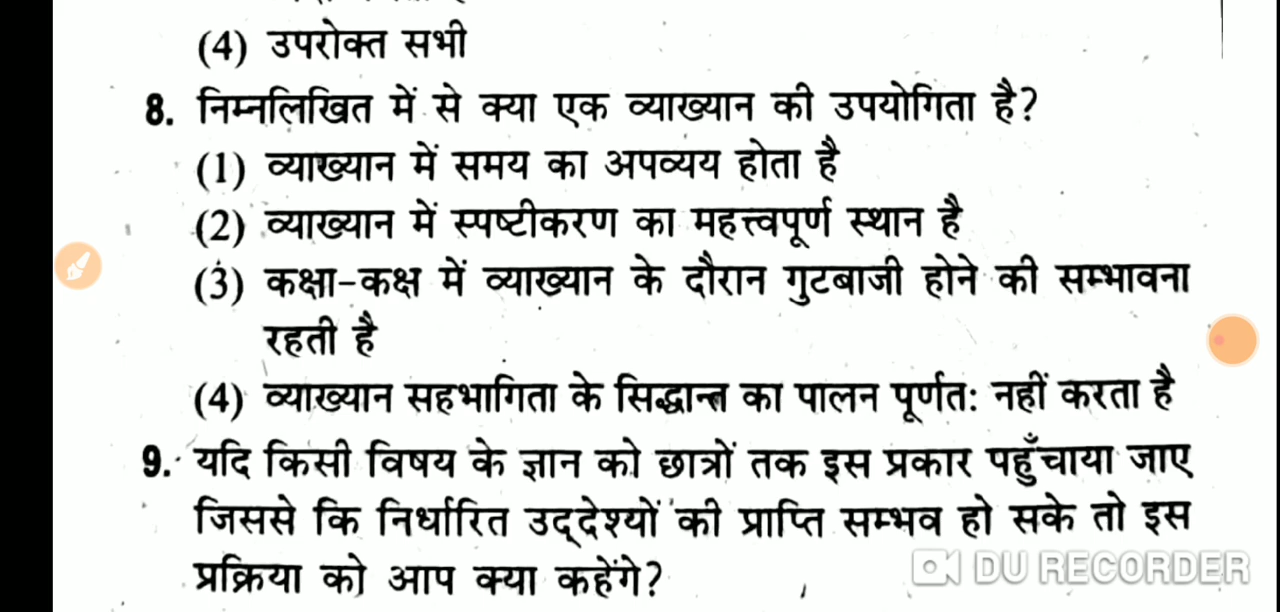 (4) उपरोक्त सभी
8. निम्नलिखित में से क्या एक व्याख्यान की उपयोगिता है?
(1) व्याख्यान में समय का अपव्यय होता है
(2) व्याख्यान में स्पष्टीकरण का महत्त्वपूर्ण स्थान है
(3) कक्षा-कक्ष में व्याख्यान के दौरान गुटबाजी होने की सम्भावना
रहती है
(4) व्याख्यान सहभागिता के सिद्धान्त का पालन पूर्णतः नहीं करता है
9. यदि किसी विषय के ज्ञान को छात्रों तक इस प्रकार पहुँचाया जाए
जिससे कि निर्धारित उद्देश्यों की प्राप्ति सम्भव हो सके तो इस
प्रक्रिया को आप क्या कहेंगे?
DU RECORDER